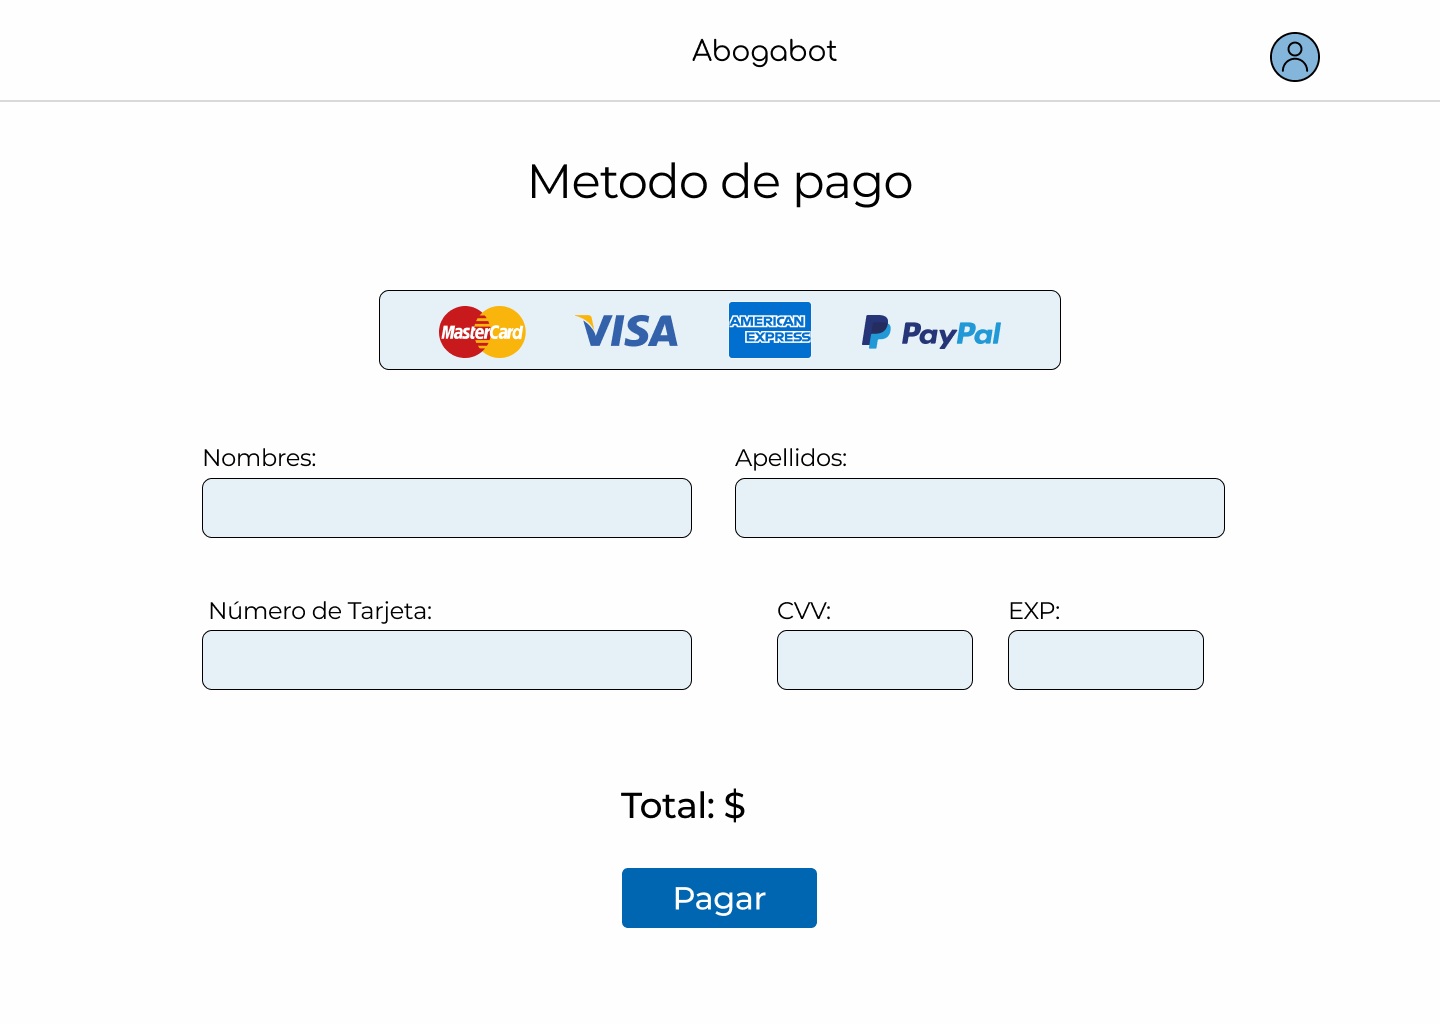 Abogabot
Metodo de pago
MasterCard VISA AMERICAN EXPRESS PayPal
Nombres: Apellidos:
Número de Tarjeta: CVV: EXP:
Total: $
Pagar